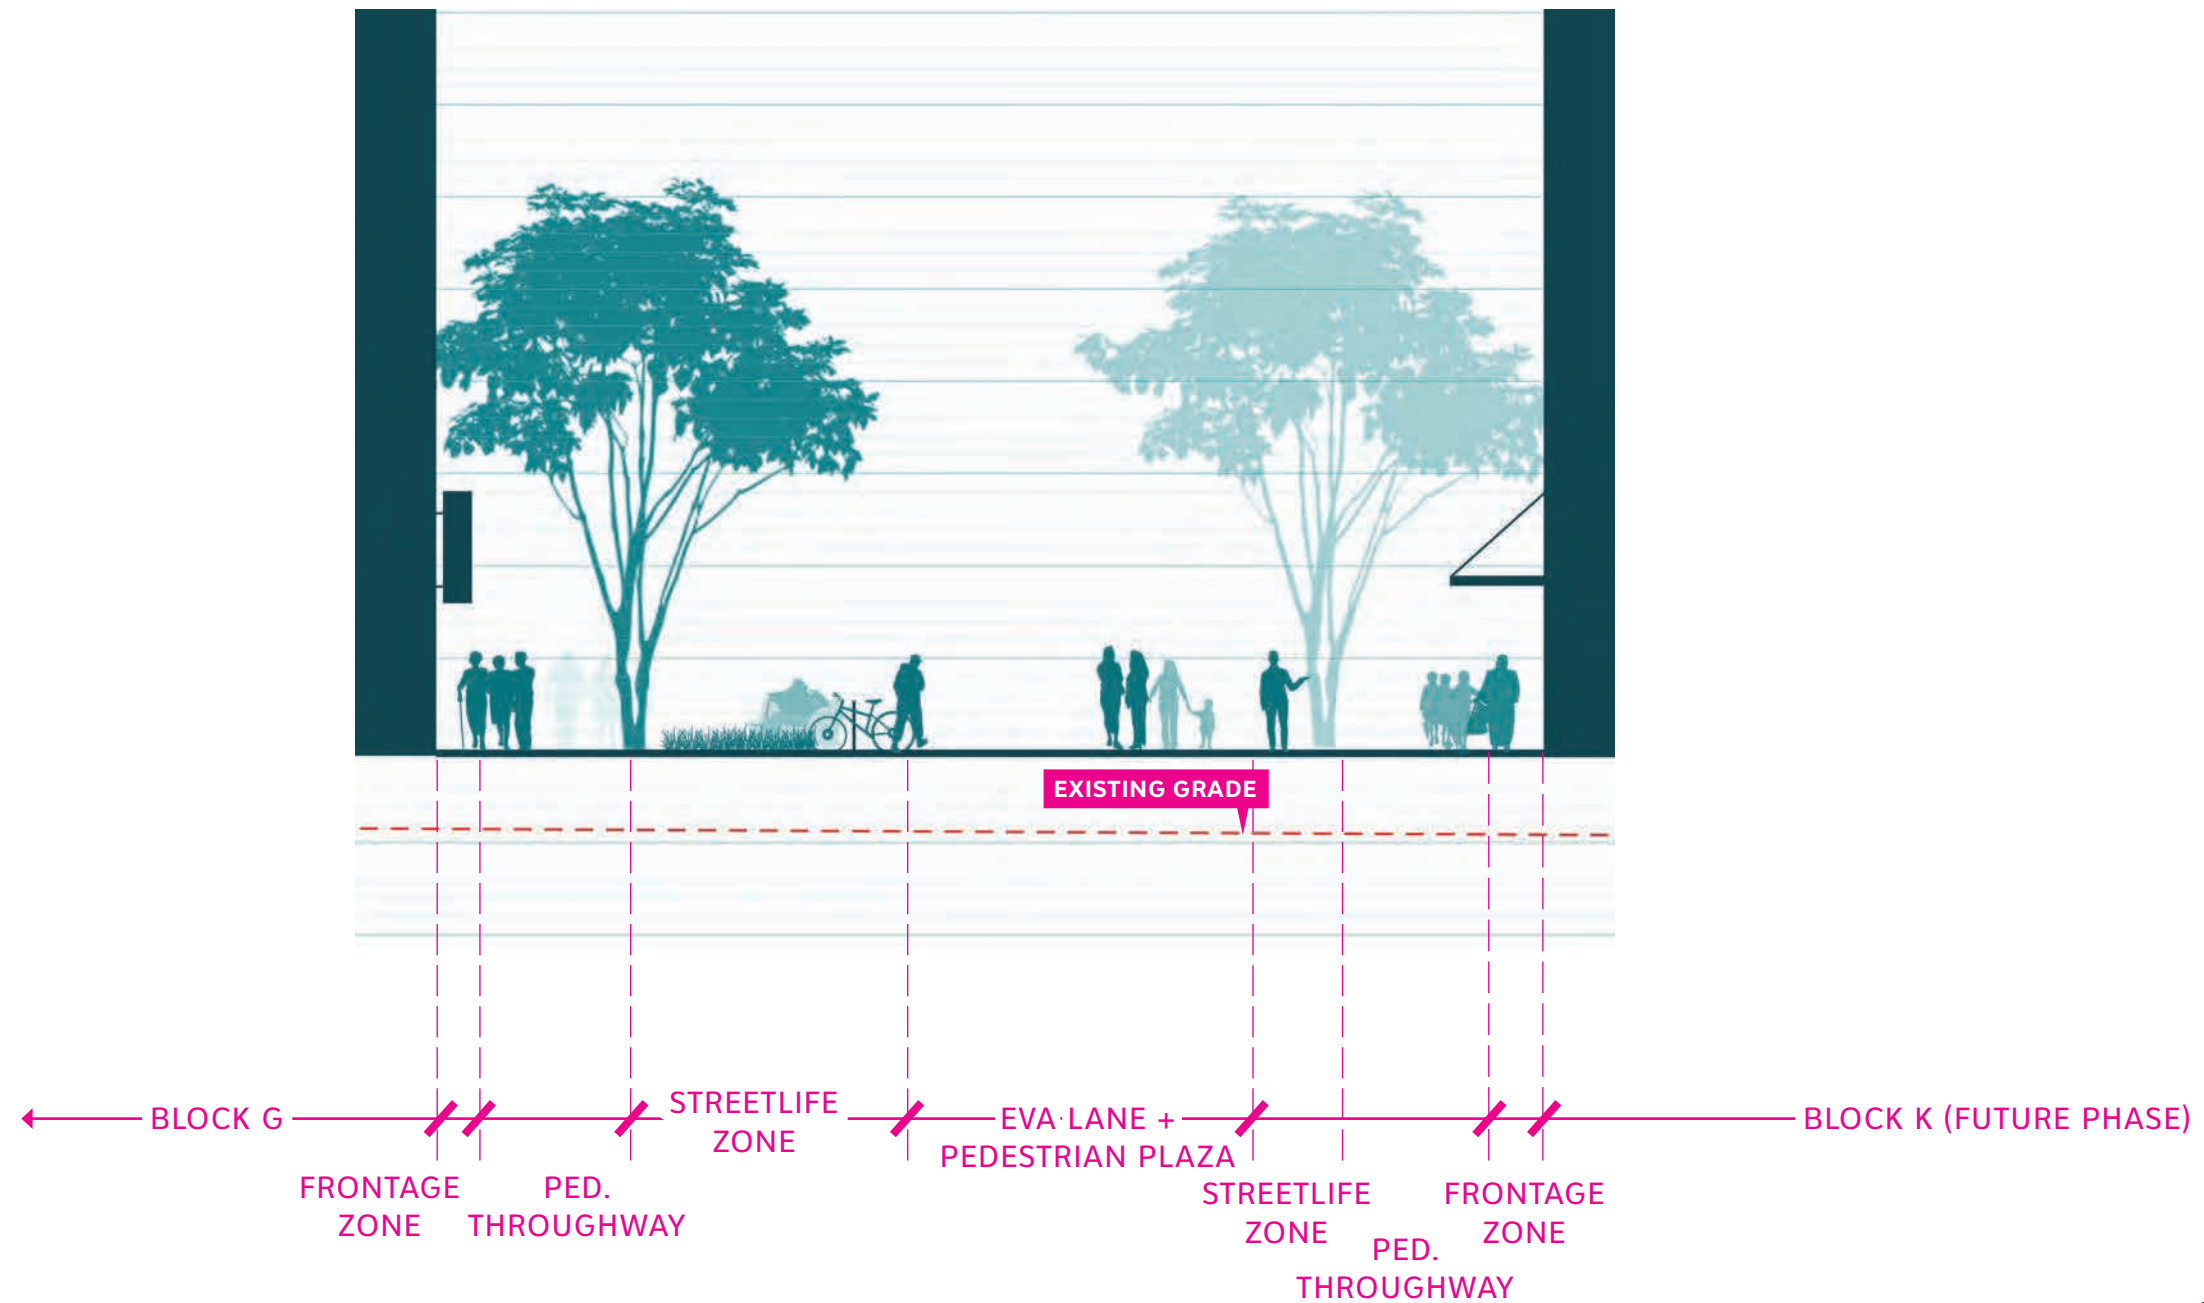 EXISTING GRADE
BLOCK G
STREETLIFE
ZONE
EVA LANE +
PEDESTRIAN PLAZA
BLOCK K (FUTURE PHASE)
FRONTAGE
ZONE
PED.
THROUGHWAY
STREETLIFE
ZONE
PED.
THROUGHWAY
FRONTAGE
ZONE